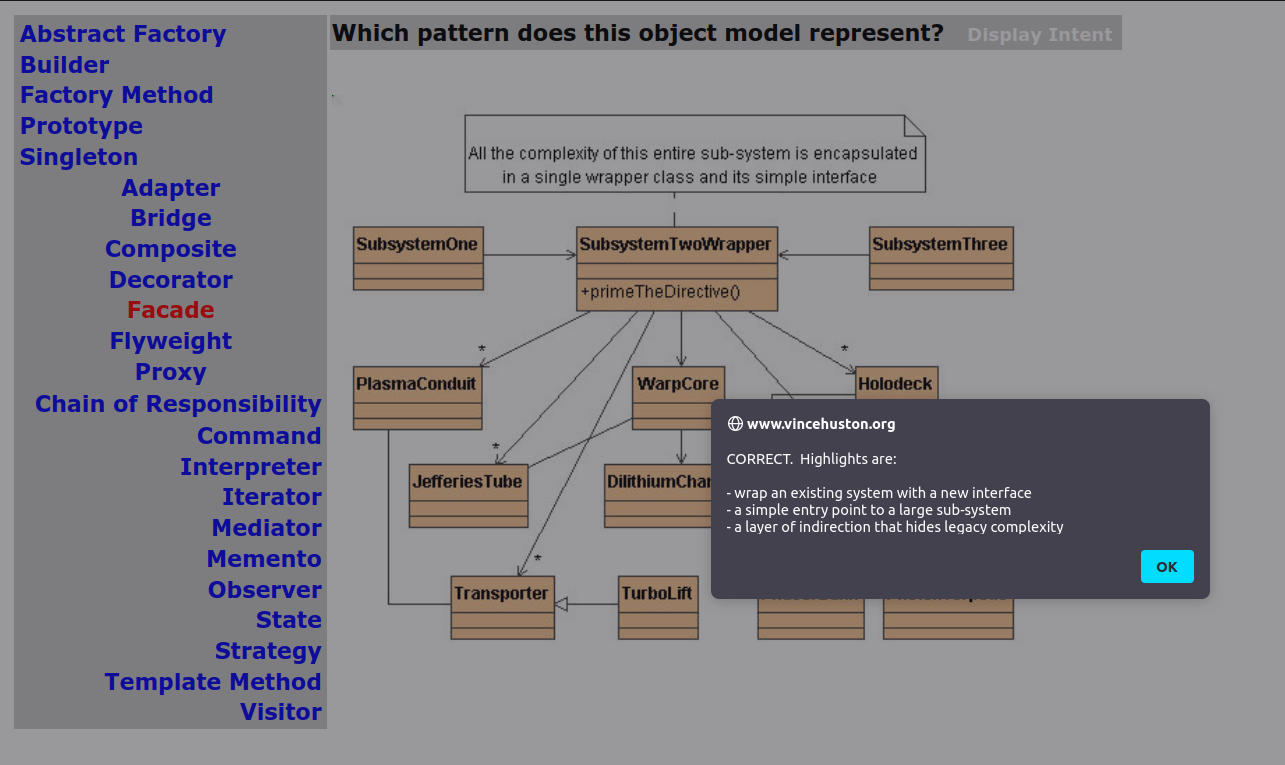 Abstract Factory
Builder
Factory Method
Prototype
Singleton
Adapter
Bridge
Composite
Decorator
Facade
Flyweight
Proxy
Chain of Responsibility
Command
Interpreter
Iterator
Mediator
Memento
Observer
State
Strategy
Template Method
Visitor
Which pattern does this object model represent? Display Intent
All the complexity of this entire sub-system is encapsulated
in a single wrapper class and its simple interface
SubsystemOne
SubsystemTwoWrapper
+primeTheDirective()
SubsystemThree
*
*
PlasmaConduit
WarpCore
Holodeck
*
JefferiesTube
DilithiumChar
*
Transporter
TurboLift
www.vincehuston.org
CORRECT. Highlights are:
- wrap an existing system with a new interface
- a simple entry point to a large sub-system
- a layer of indirection that hides legacy complexity
OK